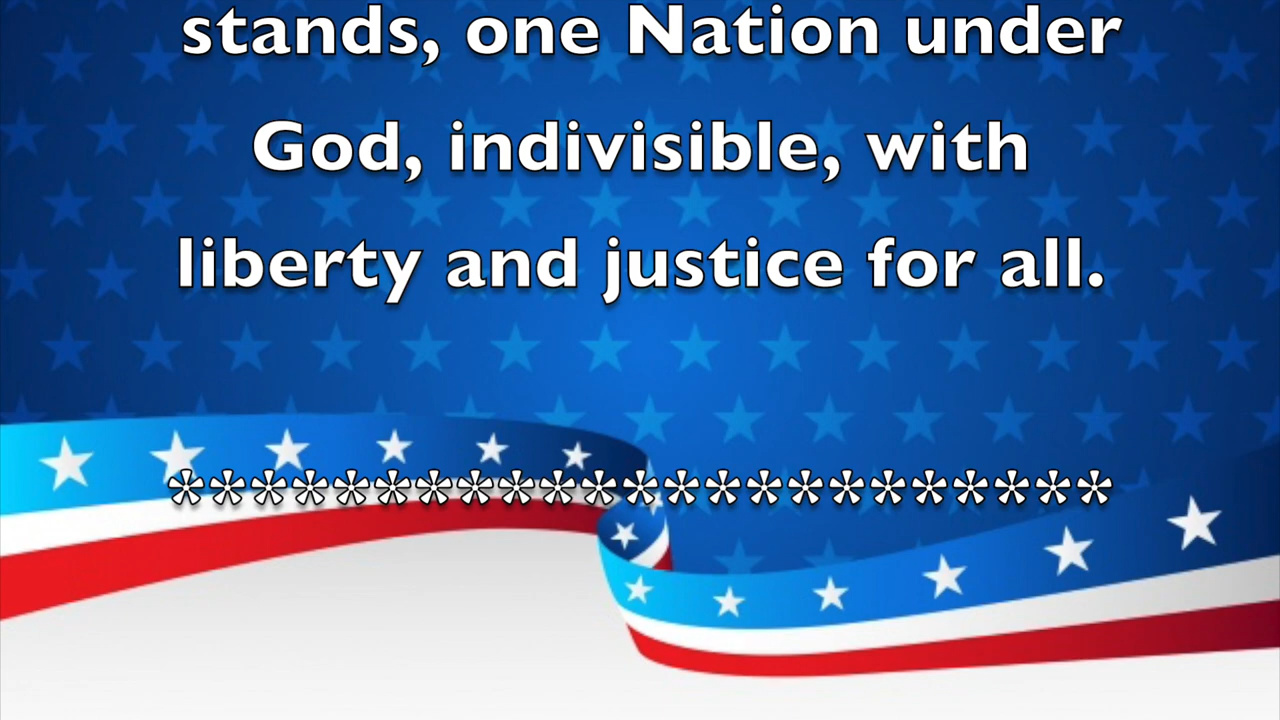 stands, one Nation under
God, indivisible, with
liberty and justice for all.
***********************